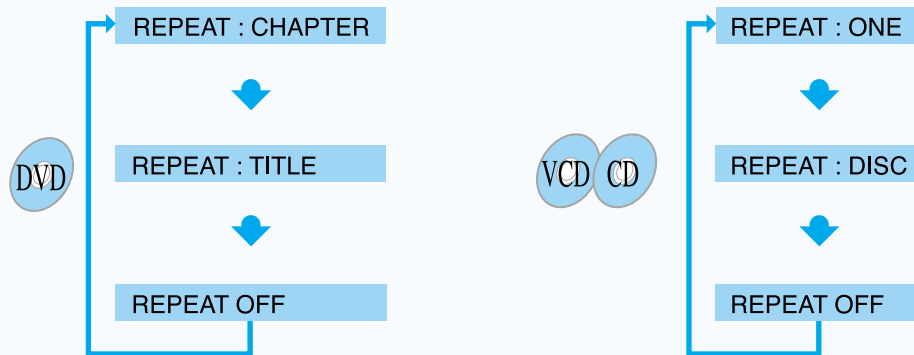 REPEAT : CHAPTER
REPEAT : TITLE
REPEAT OFF
DVD
REPEAT : ONE
REPEAT : DISC
REPEAT OFF
VCD CD